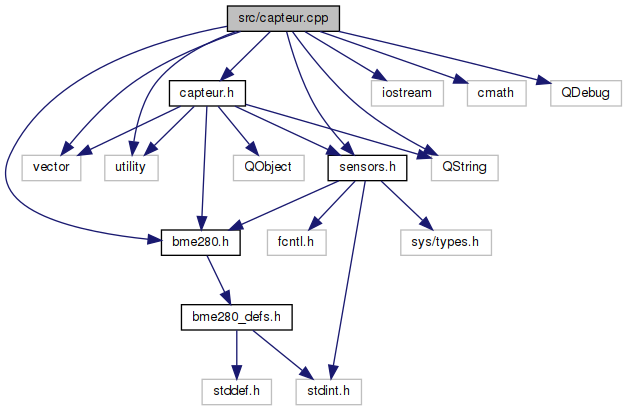 src/capteur.cpp
capteur.h
iostream
cmath
QDebug
vector
utility
QObject
sensors.h
QString
bme280.h
fcntl.h
sys/types.h
bme280_defs.h
stddef.h
stdint.h